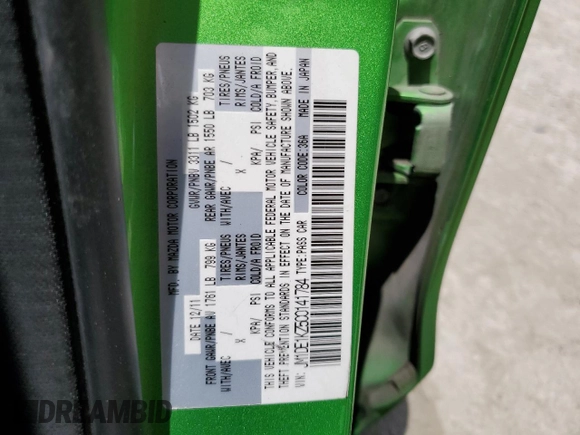 MFD. BY MAZDA MOTOR CORPORATION
DATE 12/11 GVWR/PNBV 3311 LB 1502 KG
FRONT GAWR/PNBE AV 1761 LB 799 KG REAR GAWR/PNBE AR 1550 LB 703 KG
WITH/AVEC TIRES/PNEUS WITH/AVEC TIRES/PNEUS
/ RIMS/JANTES / RIMS/JANTES
X COLD/A FROID X COLD/A FROID
KPA/ PSI KPA/ PSI
THIS VEHICLE CONFORMS TO ALL APPLICABLE FEDERAL MOTOR VEHICLE SAFETY, BUMPER, AND
THEFT PREVENTION STANDARDS IN EFFECT ON THE DATE OF MANUFACTURE SHOWN ABOVE.
VIN: JM1DE1KZ5C0141784 TYPE:PASS CAR COLOR CODE:36A MADE IN JAPAN
DREAMBID